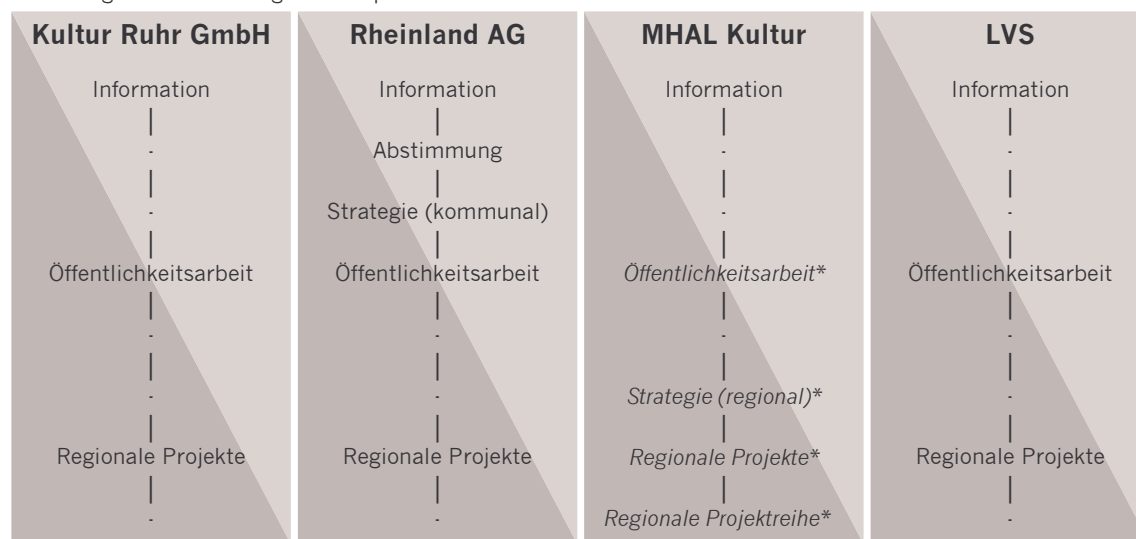 Kultur Ruhr GmbH
Information
-
-
Öffentlichkeitsarbeit
-
-
Regionale Projekte
-
Rheinland AG
Information
Abstimmung
Strategie (kommunal)
Öffentlichkeitsarbeit
-
-
Regionale Projekte
-
MHAL Kultur
Information
-
-
Öffentlichkeitsarbeit*
-
Strategie (regional)*
Regionale Projekte*
Regionale Projektreihe*
LVS
Information
-
-
Öffentlichkeitsarbeit
-
-
Regionale Projekte
-